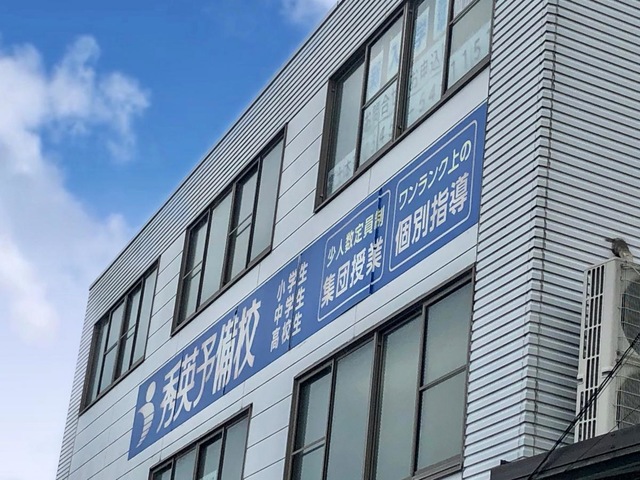 秀英予備校
小学生
中学生
高校生
少人数定員制
集団授業
ワンランク上の
個別指導